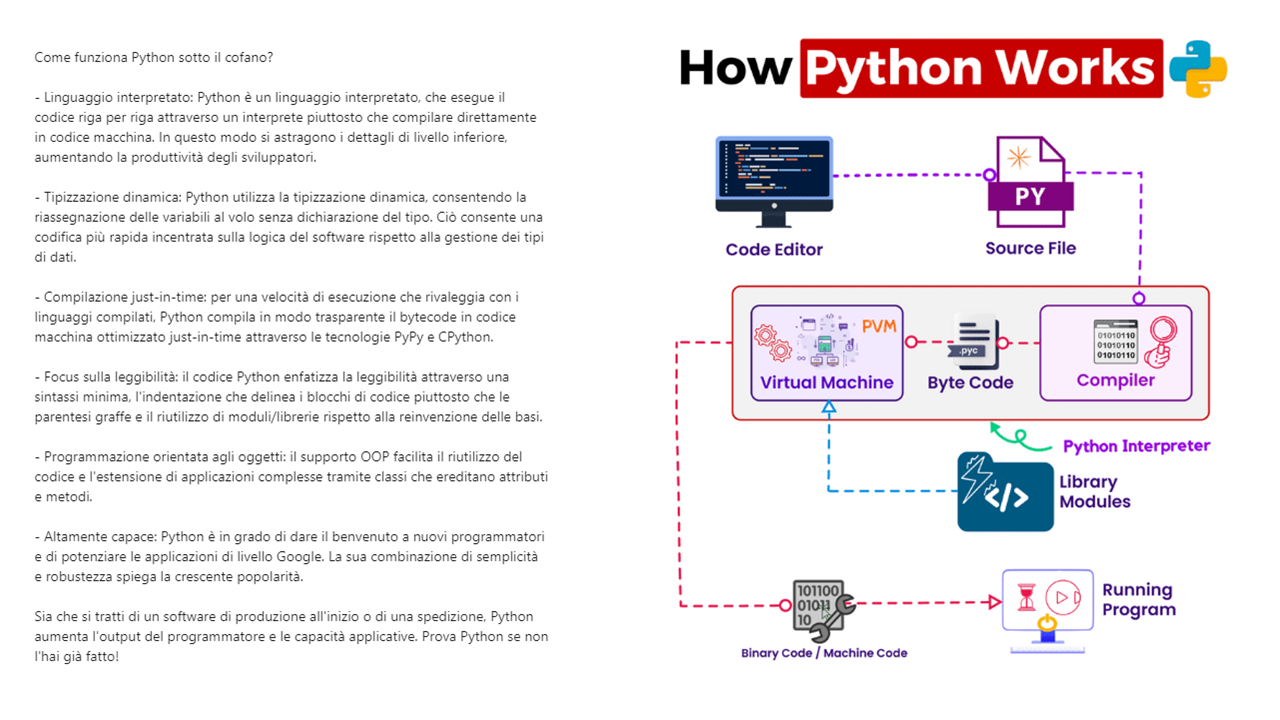 Come funziona Python sotto il cofano?
- Linguaggio interpretato: Python è un linguaggio interpretato, che esegue il
codice riga per riga attraverso un interprete piuttosto che compilare direttamente
in codice macchina. In questo modo si astragono i dettagli di livello inferiore,
aumentando la produttività degli sviluppatori.
- Tipizzazione dinamica: Python utilizza la tipizzazione dinamica, consentendo la
riassegnazione delle variabili al volo senza dichiarazione del tipo. Ciò consente una
codifica più rapida incentrata sulla logica del software rispetto alla gestione dei tipi
di dati.
- Compilazione just-in-time: per una velocità di esecuzione che rivaleggia con i
linguaggi compilati, Python compila in modo trasparente il bytecode in codice
macchina ottimizzato just-in-time attraverso le tecnologie PyPy e CPython.
- Focus sulla leggibilità: il codice Python enfatizza la leggibilità attraverso una
sintassi minima, l'indentazione che delinea i blocchi di codice piuttosto che le
parentesi graffe e il riutilizzo di moduli/librerie rispetto alla reinvenzione delle basi.
- Programmazione orientata agli oggetti: il supporto OOP facilita il riutilizzo del
codice e l'estensione di applicazioni complesse tramite classi che ereditano attributi
e metodi.
- Altamente capace: Python è in grado di dare il benvenuto a nuovi programmatori
e di potenziare le applicazioni di livello Google. La sua combinazione di semplicità
e robustezza spiega la crescente popolarità.
Sia che si tratti di un software di produzione all'inizio o di una spedizione, Python
aumenta l'output del programmatore e le capacità applicative. Prova Python se non
l'hai già fatto!
How Python Works
PY
Code Editor
Source File
PVM
Virtual Machine
.pyc
Byte Code
01010110
01010110
01010110
Compiler
Python Interpreter
</>
Library
Modules
101100
01011
10
Binary Code / Machine Code
Running
Program